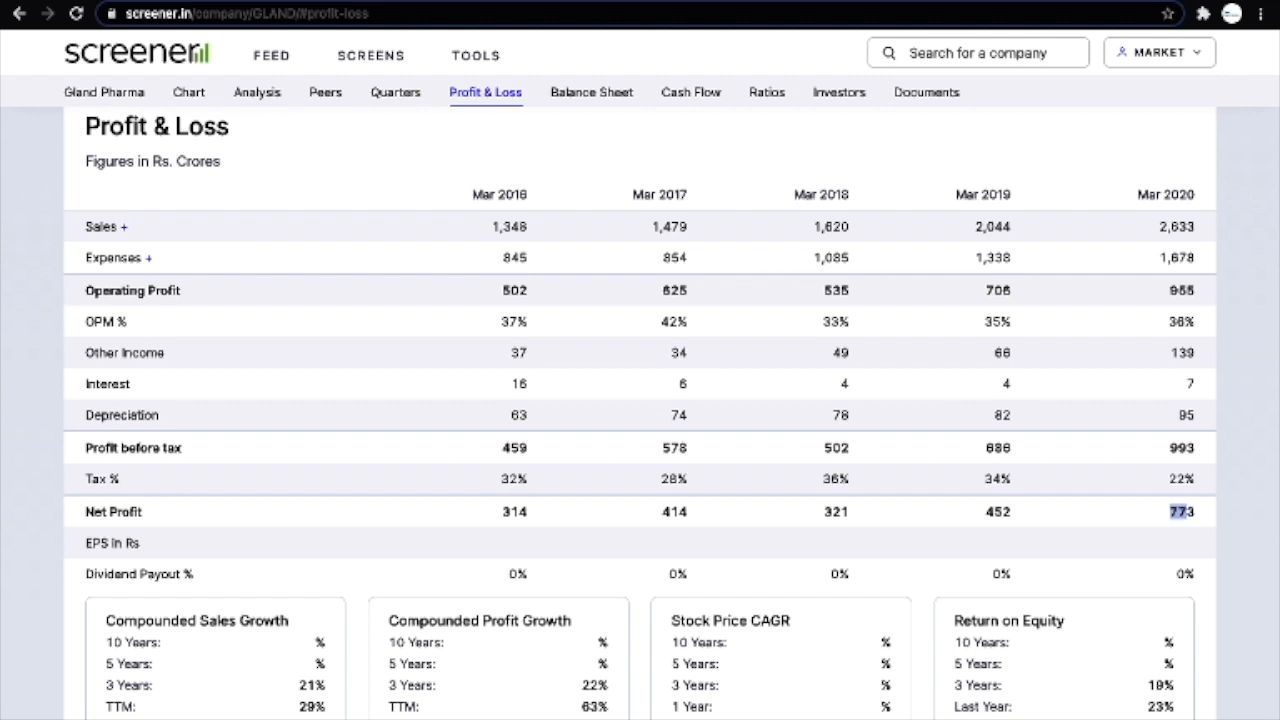 screener.in/company/GLAND/#profit-loss
screener FEED SCREENS TOOLS Search for a company MARKET
Gland Pharma Chart Analysis Peers Quarters Profit & Loss Balance Sheet Cash Flow Ratios Investors Documents
Profit & Loss
Figures in Rs. Crores
Mar 2016 Mar 2017 Mar 2018 Mar 2019 Mar 2020
Sales + 1,348 1,479 1,620 2,044 2,633
Expenses + 845 854 1,085 1,338 1,678
Operating Profit 502 625 535 706 955
OPM % 37% 42% 33% 35% 36%
Other Income 37 34 49 66 139
Interest 16 6 4 4 7
Depreciation 63 74 78 82 95
Profit before tax 459 578 502 686 993
Tax % 32% 28% 36% 34% 22%
Net Profit 314 414 321 452 773
EPS in Rs
Dividend Payout % 0% 0% 0% 0% 0%
Compounded Sales Growth
10 Years: %
5 Years: %
3 Years: 21%
TTM: 29%
Compounded Profit Growth
10 Years: %
5 Years: %
3 Years: 22%
TTM: 63%
Stock Price CAGR
10 Years: %
5 Years: %
3 Years: %
1 Year: %
Return on Equity
10 Years: %
5 Years: %
3 Years: 19%
Last Year: 23%